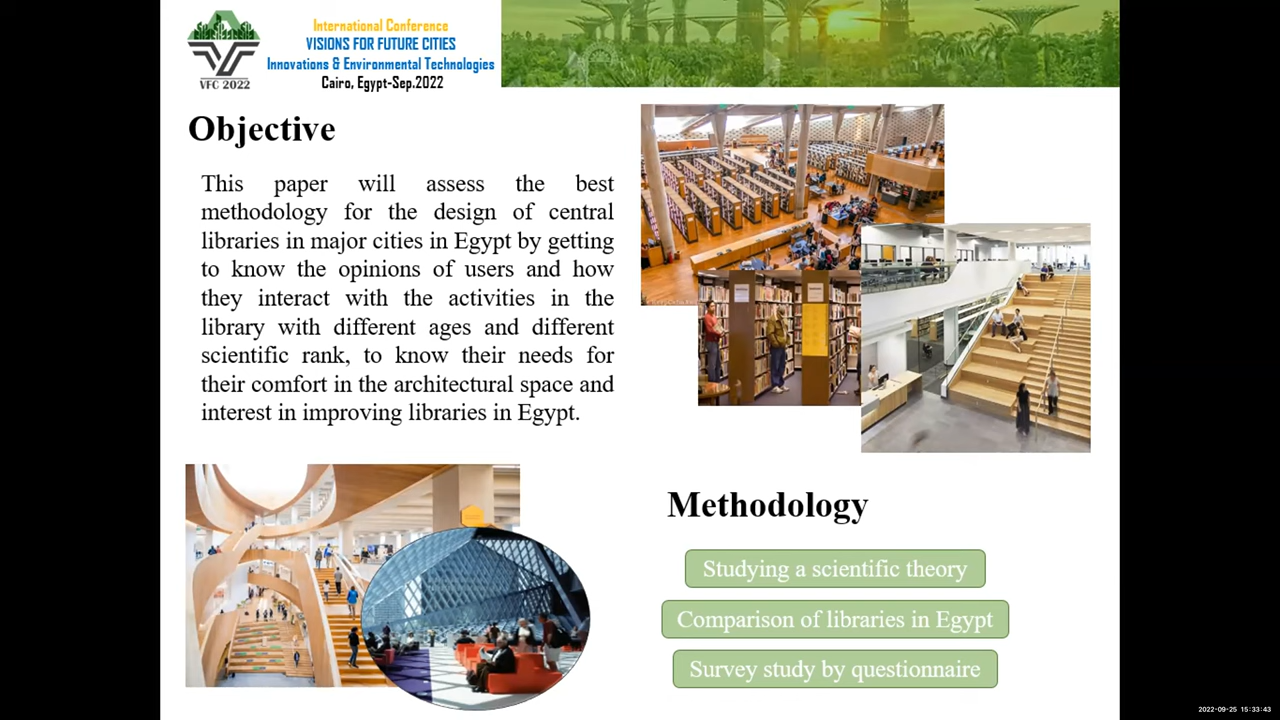 VFC 2022
International Conference
VISIONS FOR FUTURE CITIES
Innovations & Environmental Technologies
Cairo, Egypt-Sep.2022
Objective
This paper will assess the best
methodology for the design of central
libraries in major cities in Egypt by getting
to know the opinions of users and how
they interact with the activities in the
library with different ages and different
scientific rank, to know their needs for
their comfort in the architectural space and
interest in improving libraries in Egypt.
Methodology
Studying a scientific theory
Comparison of libraries in Egypt
Survey study by questionnaire
2022-09-25 15:33:43